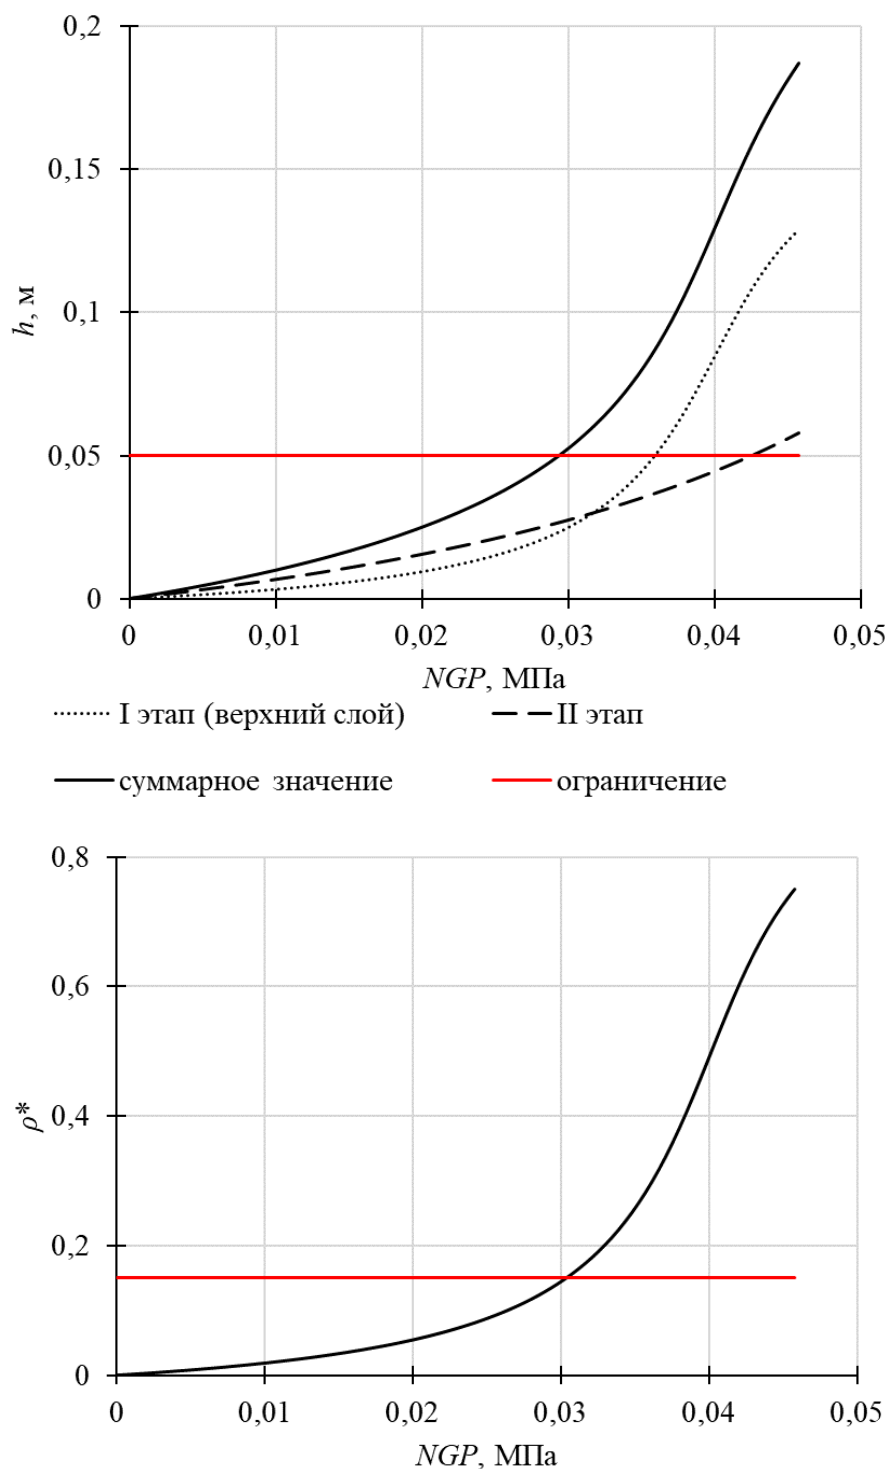 0,2
0,15
0,1
0,05
0
h, м
0 0,01 0,02 0,03 0,04 0,05
NGP, МПа
I этап (верхний слой) II этап
суммарное значение ограничение
0,8
0,6
0,4
0,2
0
ρ*
0 0,01 0,02 0,03 0,04 0,05
NGP, МПа